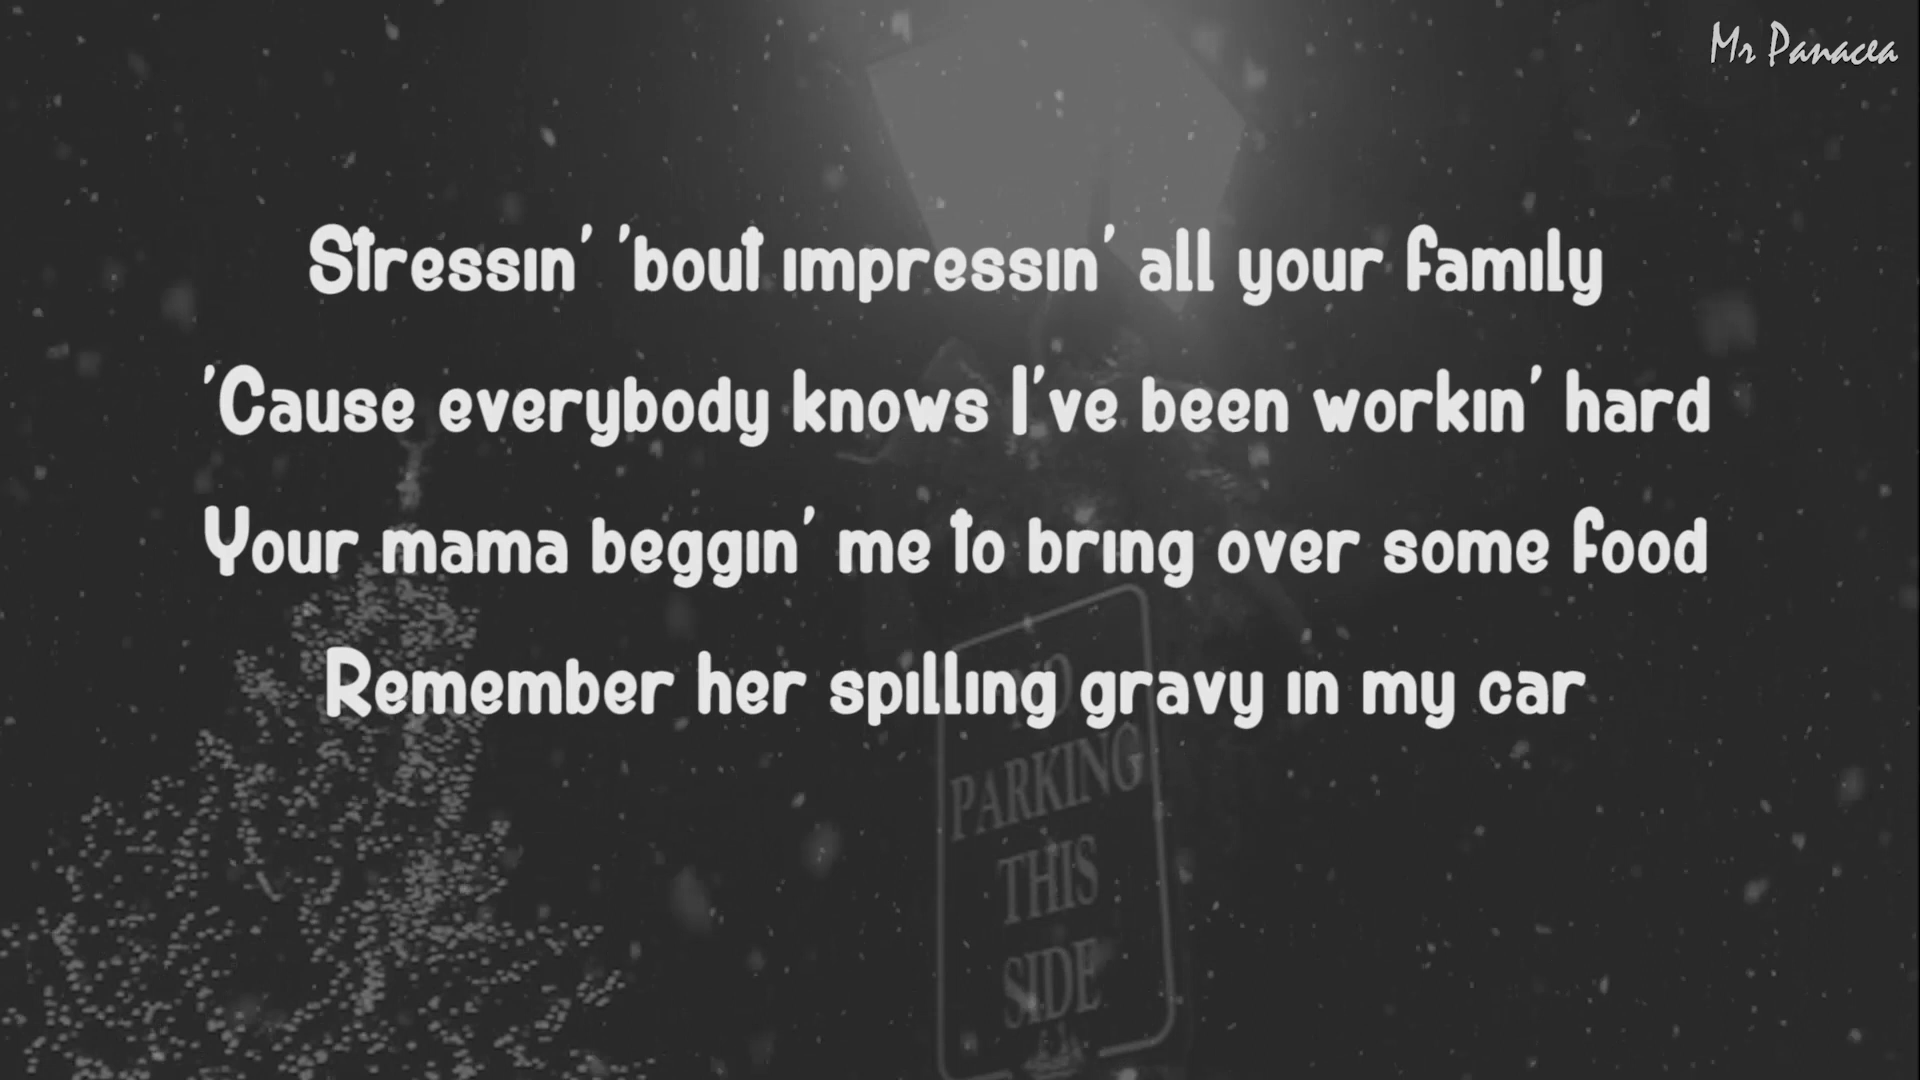 Mr Panacea
Stressin' 'bout impressin' all your family
'Cause everybody knows I've been workin' hard
Your mama beggin' me to bring over some food
Remember her spilling gravy in my car
NO
PARKING
THIS
SIDE